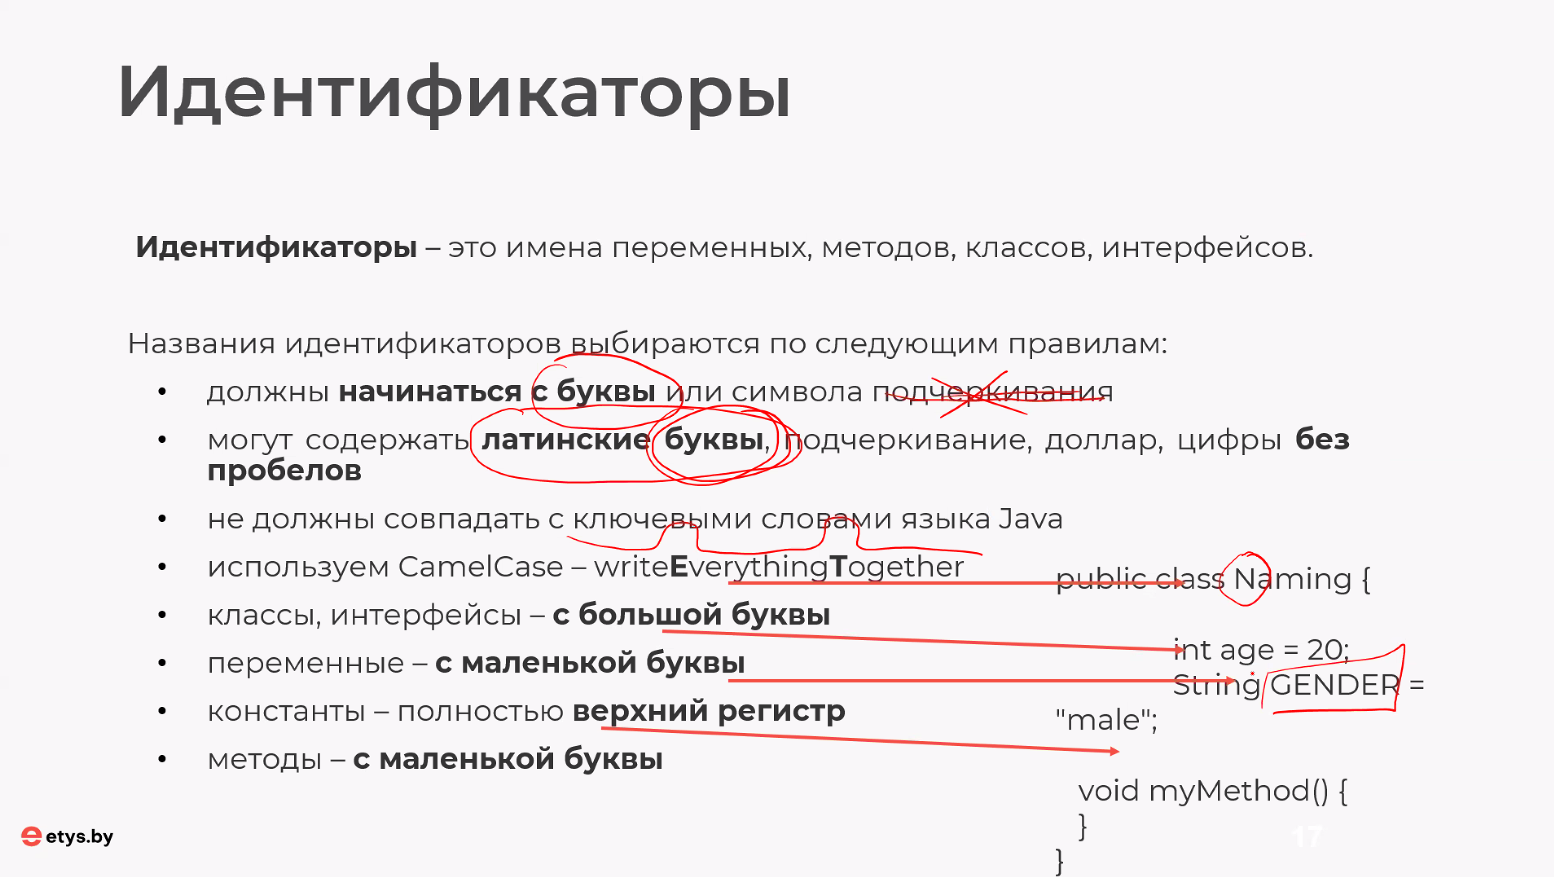 Идентификаторы
Идентификаторы – это имена переменных, методов, классов, интерфейсов.
Названия идентификаторов выбираются по следующим правилам:
• должны начинаться с буквы или символа подчеркивания
• могут содержать латинские буквы, подчеркивание, доллар, цифры без
пробелов
• не должны совпадать с ключевыми словами языка Java
• используем CamelCase – writeEverythingTogether
• классы, интерфейсы – с большой буквы
• переменные – с маленькой буквы
• константы – полностью верхний регистр
• методы – с маленькой буквы
public class Naming {
int age = 20;
String GENDER =
"male";
void myMethod() {
}
}
etys.by
17